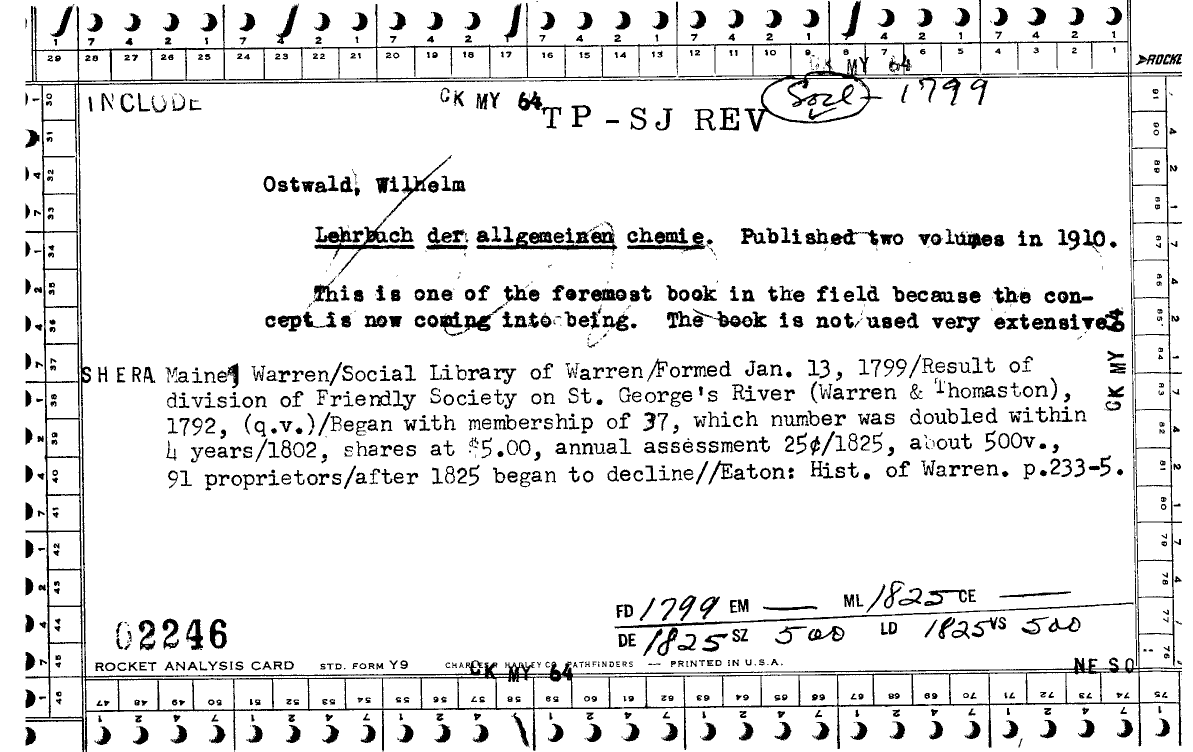 7 4 2 1 7 4 2 1 7 4 2 1 7 4 2 1 7 4 2 1 7 4 2 1 7 4 2 1
29 28 27 26 25 24 23 22 21 20 19 18 17 16 15 14 13 12 11 10 9 8 7 6 5 4 3 2 1
CK MY 64
INCLUDE CK MY 64 TP - SJ REV Socl - 1799
Ostwald, Wilhelm
Lehrbuch der allgemeinen chemie. Published two volumes in 1910.
This is one of the foremost book in the field because the con-
cept is now coming into being. The book is not used very extensive
CK MY 64
SHERA Maine Warren/Social Library of Warren/Formed Jan. 13, 1799/Result of
division of Friendly Society on St. George's River (Warren & Thomaston),
1792, (q.v.)/Began with membership of 37, which number was doubled within
4 years/1802, shares at $5.00, annual assessment 25¢/1825, about 500v.,
91 proprietors/after 1825 began to decline//Eaton: Hist. of Warren. p.233-5.
FD 1799 EM — ML 1825 CE —
DE 1825 SZ 500 LD 1825 VS 500
02246
ROCKET ANALYSIS CARD STD. FORM Y9 CHARLES HADLEY CO. PATHFINDERS — PRINTED IN U.S.A.
CK MY 64
NE SO
30 31 32 33 34 35 36 37 38 39 40 41 42 43 44 45 46
91 90 89 88 87 86 85 84 83 82 81 80 79 78 77 76
47 48 49 50 51 52 53 54 55 56 57 58 59 60 61 62 63 64 65 66 67 68 69 70 71 72 73 74 75